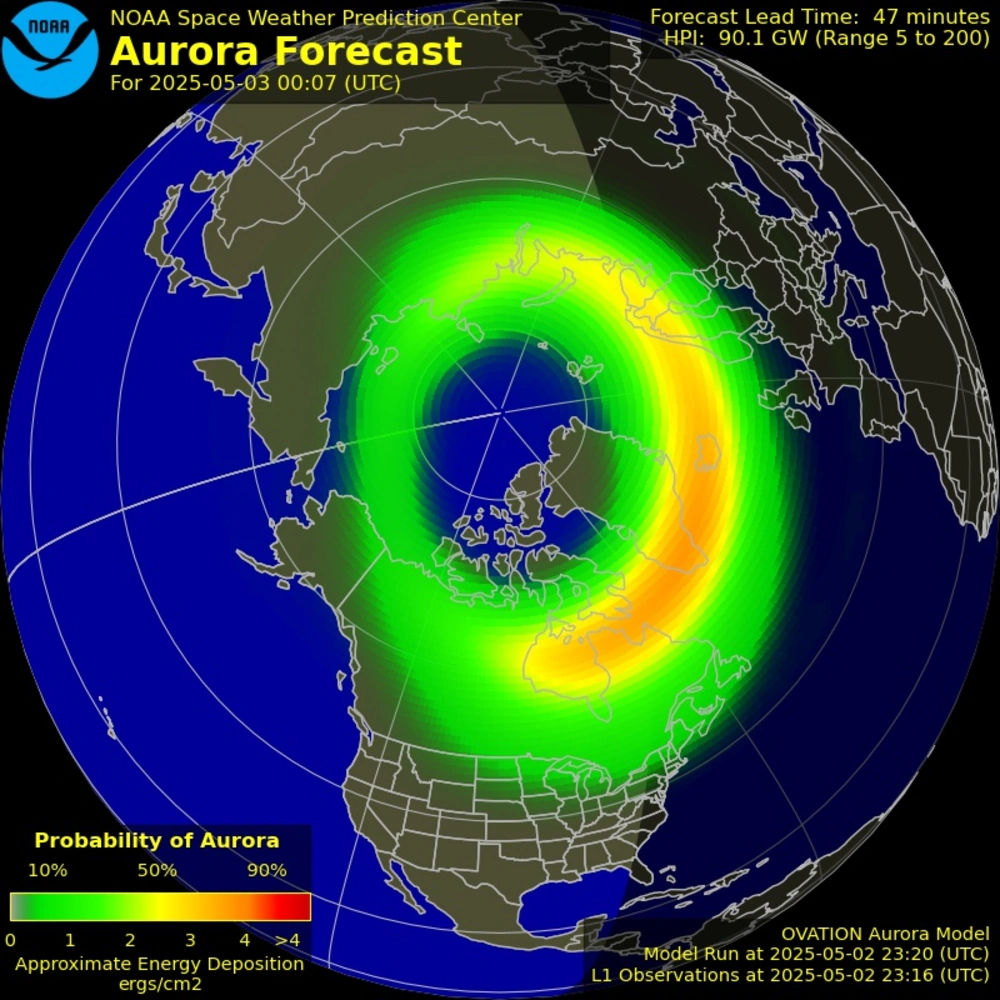 NOAA
NOAA Space Weather Prediction Center
Aurora Forecast
For 2025-05-03 00:07 (UTC)
Forecast Lead Time: 47 minutes
HPI: 90.1 GW (Range 5 to 200)
Probability of Aurora
10% 50% 90%
0 1 2 3 4 >4
Approximate Energy Deposition
ergs/cm2
OVATION Aurora Model
Model Run at 2025-05-02 23:20 (UTC)
L1 Observations at 2025-05-02 23:16 (UTC)